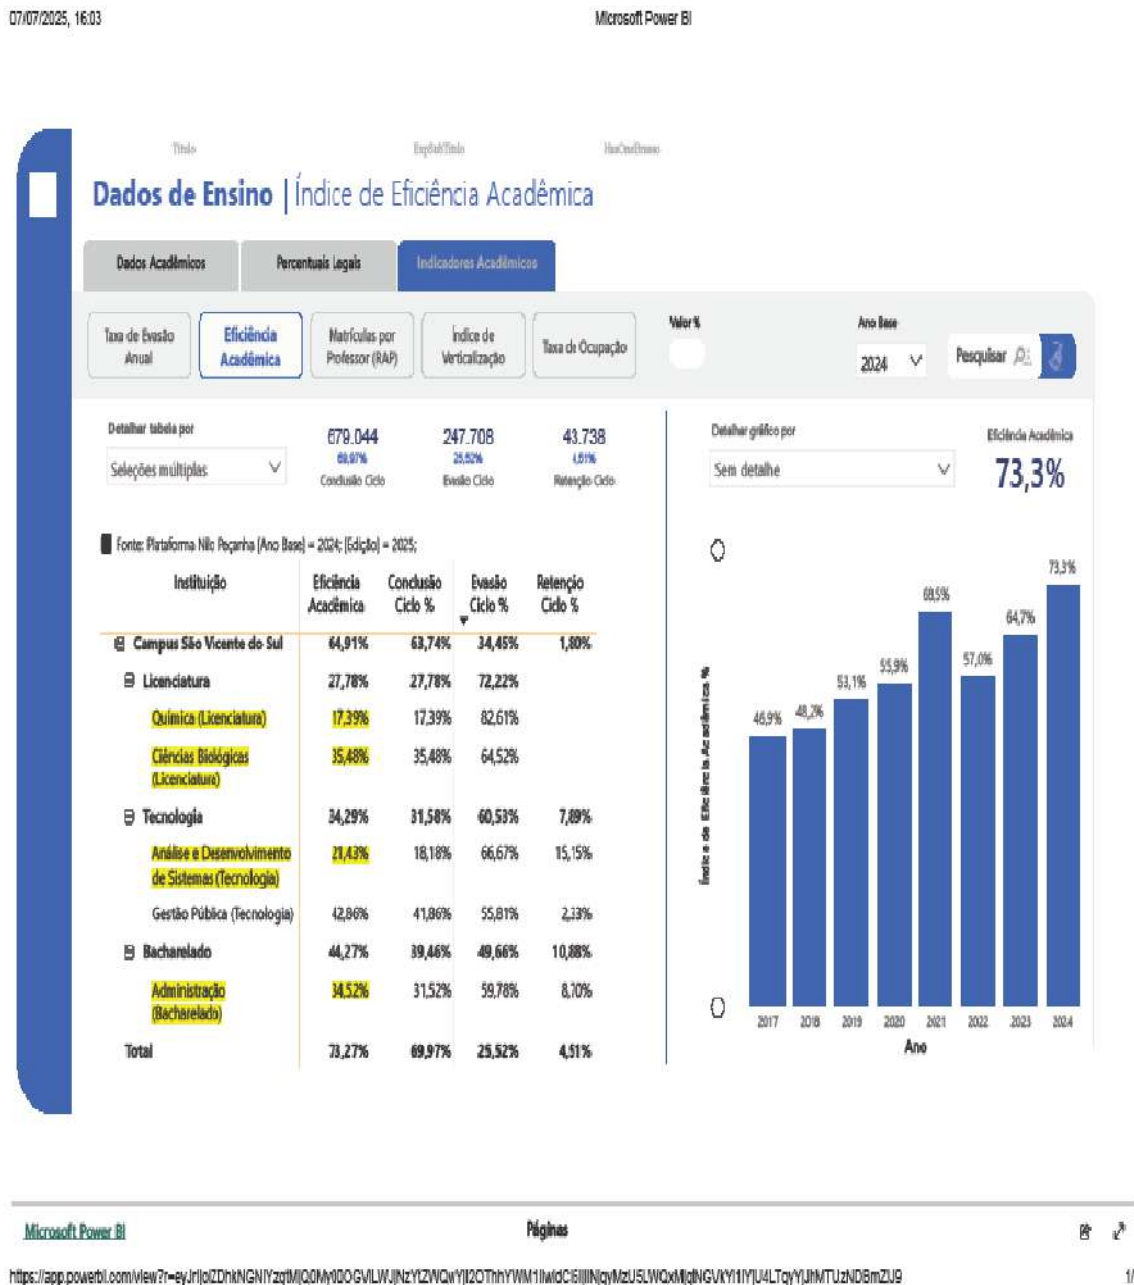 07/07/2025, 16:03
Microsoft Power BI
Título
ExpSubTítulo
Dados de Ensino | Índice de Eficiência Acadêmica
Dados Acadêmicos
Percentuais Legais
Indicadores Acadêmicos
Taxa de Evasão Anual
Eficiência Acadêmica
Matrículas por Professor (RAP)
Índice de Verticalização
Taxa de Ocupação
Valor %
Ano Base
2024
Pesquisar
Detalhar tabela por
Seleções múltiplas
679.044
69,97%
Conclusão Ciclo
247.708
25,52%
Evasão Ciclo
43.738
4,51%
Retenção Ciclo
Detalhar gráfico por
Sem detalhe
Eficiência Acadêmica
73,3%
Fonte: Plataforma Nilo Peçanha (Ano Base) = 2024; (Edição) = 2025;
Instituição Eficiência Acadêmica Conclusão Ciclo % Evasão Ciclo % Retenção Ciclo %
Campus São Vicente do Sul 64,91% 63,74% 34,45% 1,80%
Licenciatura 27,78% 27,78% 72,22%
Química (Licenciatura) 17,39% 17,39% 82,61%
Ciências Biológicas (Licenciatura) 35,48% 35,48% 64,52%
Tecnologia 34,29% 31,58% 60,53% 7,89%
Análise e Desenvolvimento de Sistemas (Tecnologia) 21,43% 18,18% 66,67% 15,15%
Gestão Pública (Tecnologia) 42,86% 41,86% 55,81% 2,33%
Bacharelado 44,27% 39,46% 49,66% 10,88%
Administração (Bacharelado) 34,52% 31,52% 59,78% 8,70%
Total 73,27% 69,97% 25,52% 4,51%
Índice de Eficiência Acadêmica %
46,9%
48,2%
53,1%
55,9%
68,5%
57,0%
64,7%
73,3%
2017 2018 2019 2020 2021 2022 2023 2024
Ano
Microsoft Power BI
Páginas